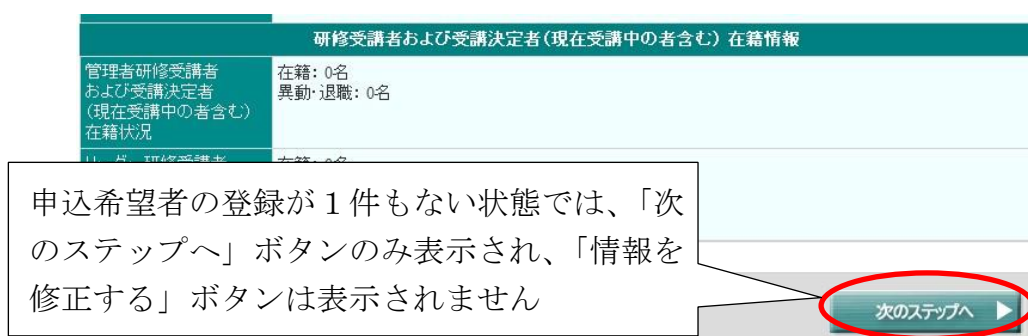 研修受講者および受講決定者(現在受講中の者含む) 在籍情報
管理者研修受講者
および受講決定者
(現在受講中の者含む)
在籍状況
在籍: 0名
異動・退職: 0名
申込希望者の登録が1件もない状態では、「次
のステップへ」ボタンのみ表示され、「情報を
修正する」ボタンは表示されません
次のステップへ